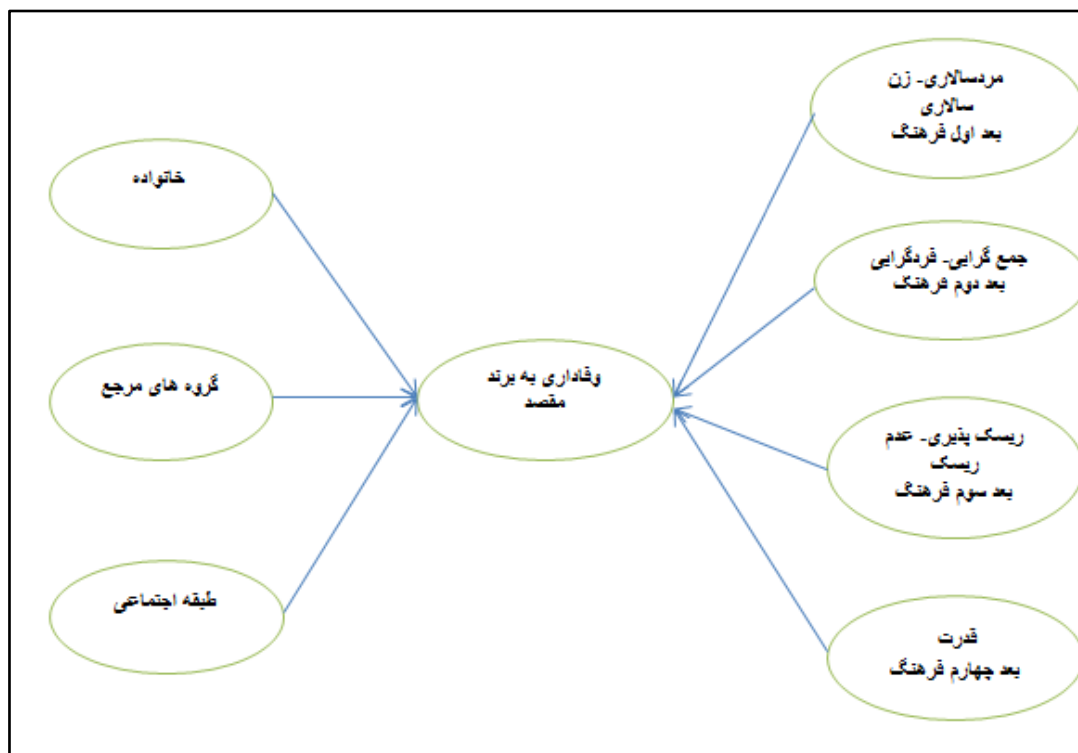 مردسالاری- زن
سالاری
بعد اول فرهنگ
خانواده
جمع گرایی- فردگرایی
بعد دوم فرهنگ
وفاداری به برند
مقصد
گروه های مرجع
ریسک پذیری- عدم
ریسک
بعد سوم فرهنگ
طبقه اجتماعی
قدرت
بعد چهارم فرهنگ